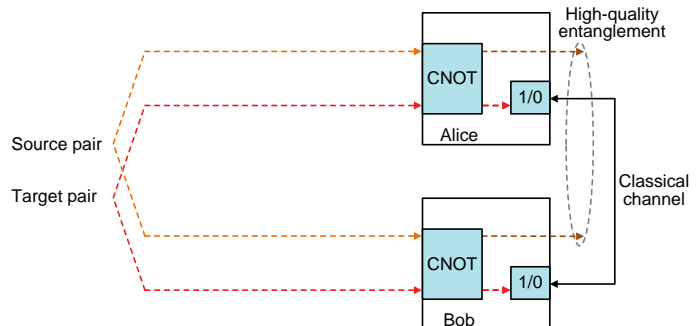 High-quality
entanglement
CNOT
1/0
Alice
Source pair
Target pair
Classical
channel
CNOT
1/0
Bob